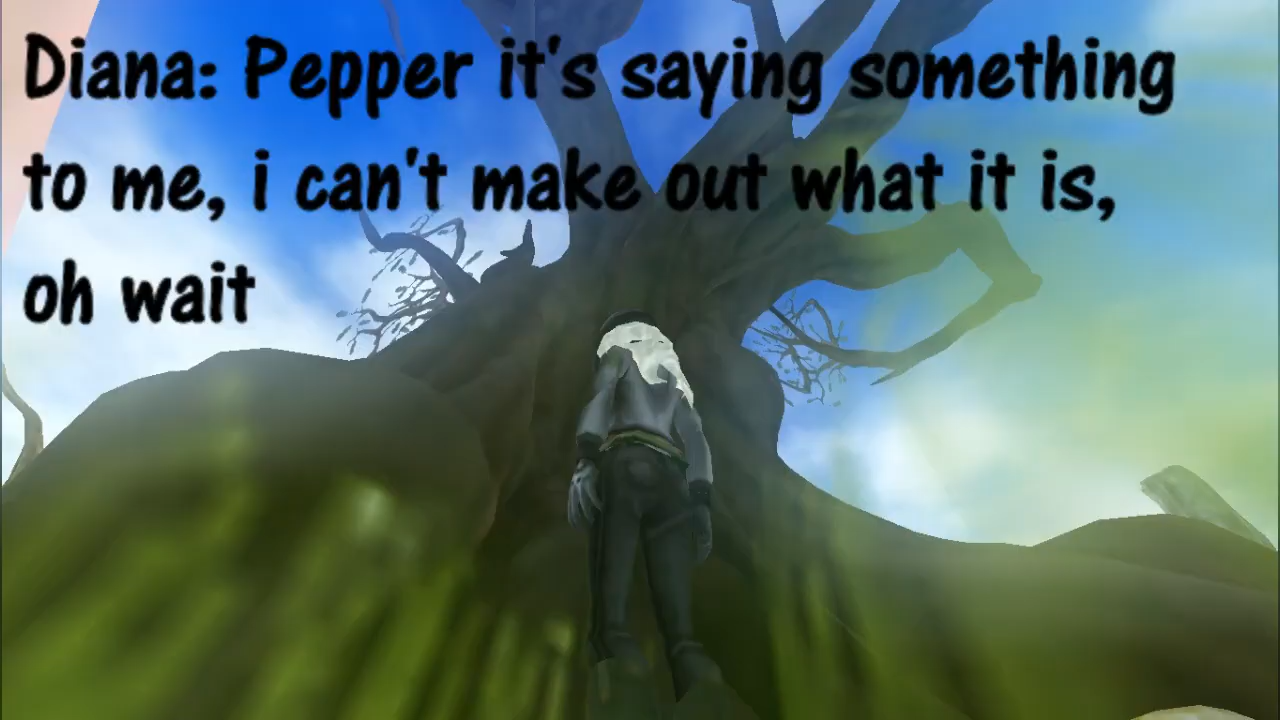 Diana: Pepper it's saying something
to me, i can't make out what it is,
oh wait